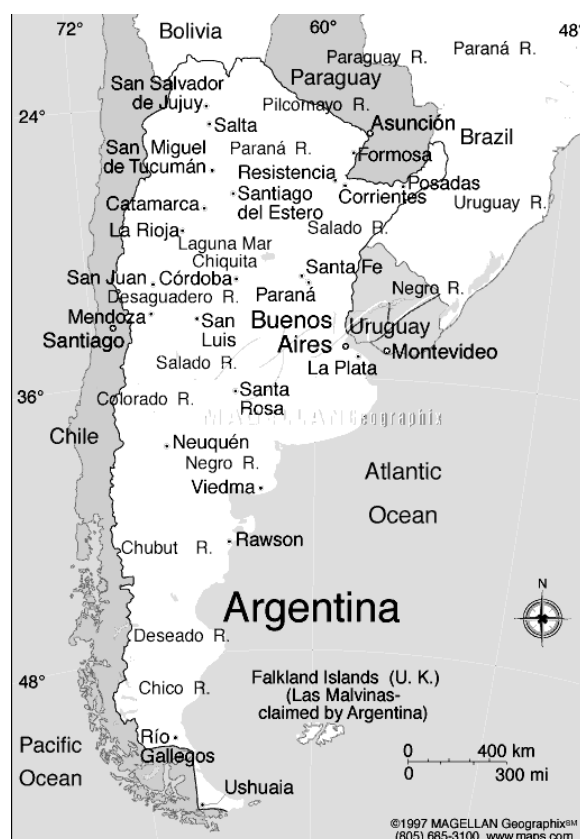 72°
60°
48°
Bolivia
Paraguay R.
Paraná R.
Paraguay
San Salvador
de Jujuy
Pilcomayo R.
24°
Salta
Asunción
Brazil
San Miguel
de Tucumán
Paraná R.
Formosa
Resistencia
Posadas
Santiago
del Estero
Corrientes
Catamarca
Uruguay R.
La Rioja
Salado R.
Laguna Mar
Chiquita
San Juan
Córdoba
Santa Fe
Negro R.
Desaguadero R.
Paraná
Mendoza
San
Luis
Buenos
Aires
Uruguay
Santiago
Montevideo
La Plata
Salado R.
36°
Colorado R.
Santa
Rosa
MAGELLAN Geographix
Chile
Neuquén
Negro R.
Viedma
Atlantic
Ocean
Chubut R.
Rawson
N
Argentina
Deseado R.
48°
Chico R.
Falkland Islands (U. K.)
(Las Malvinas-
claimed by Argentina)
Pacific
Ocean
Río
Gallegos
0 400 km
0 300 mi
Ushuaia
©1997 MAGELLAN Geographix℠
(805) 685-3100 www.maps.com